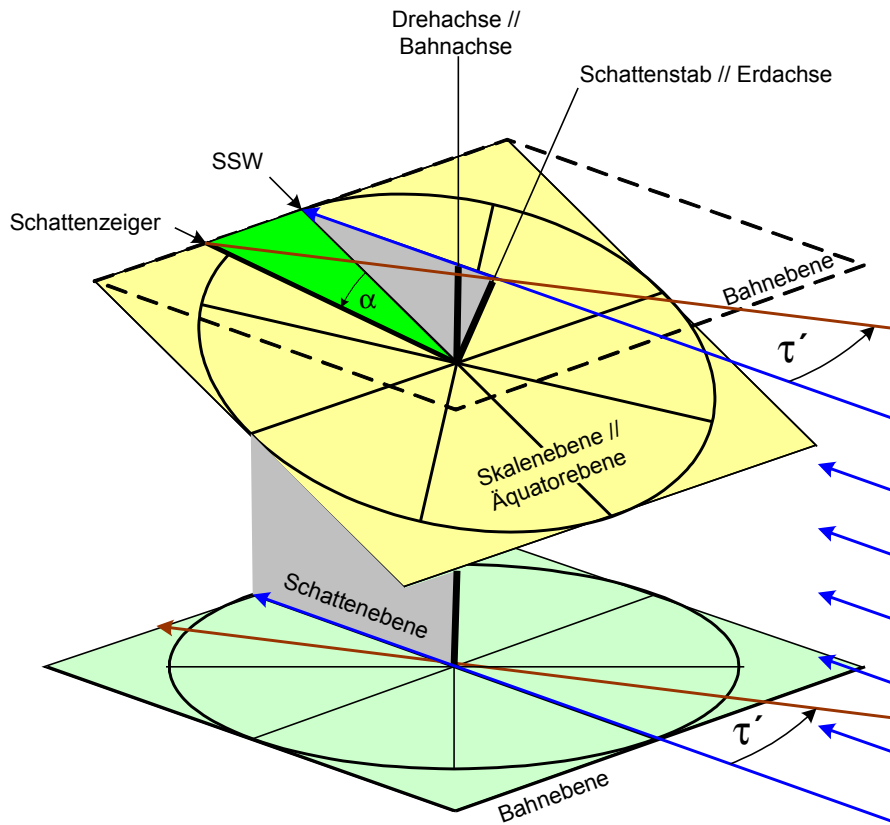 Drehachse //
Bahnachse
Schattenstab // Erdachse
SSW
Schattenzeiger
Bahnebene
α
τ´
Skalenebene //
Äquatorebene
Schattenebene
τ´
Bahnebene